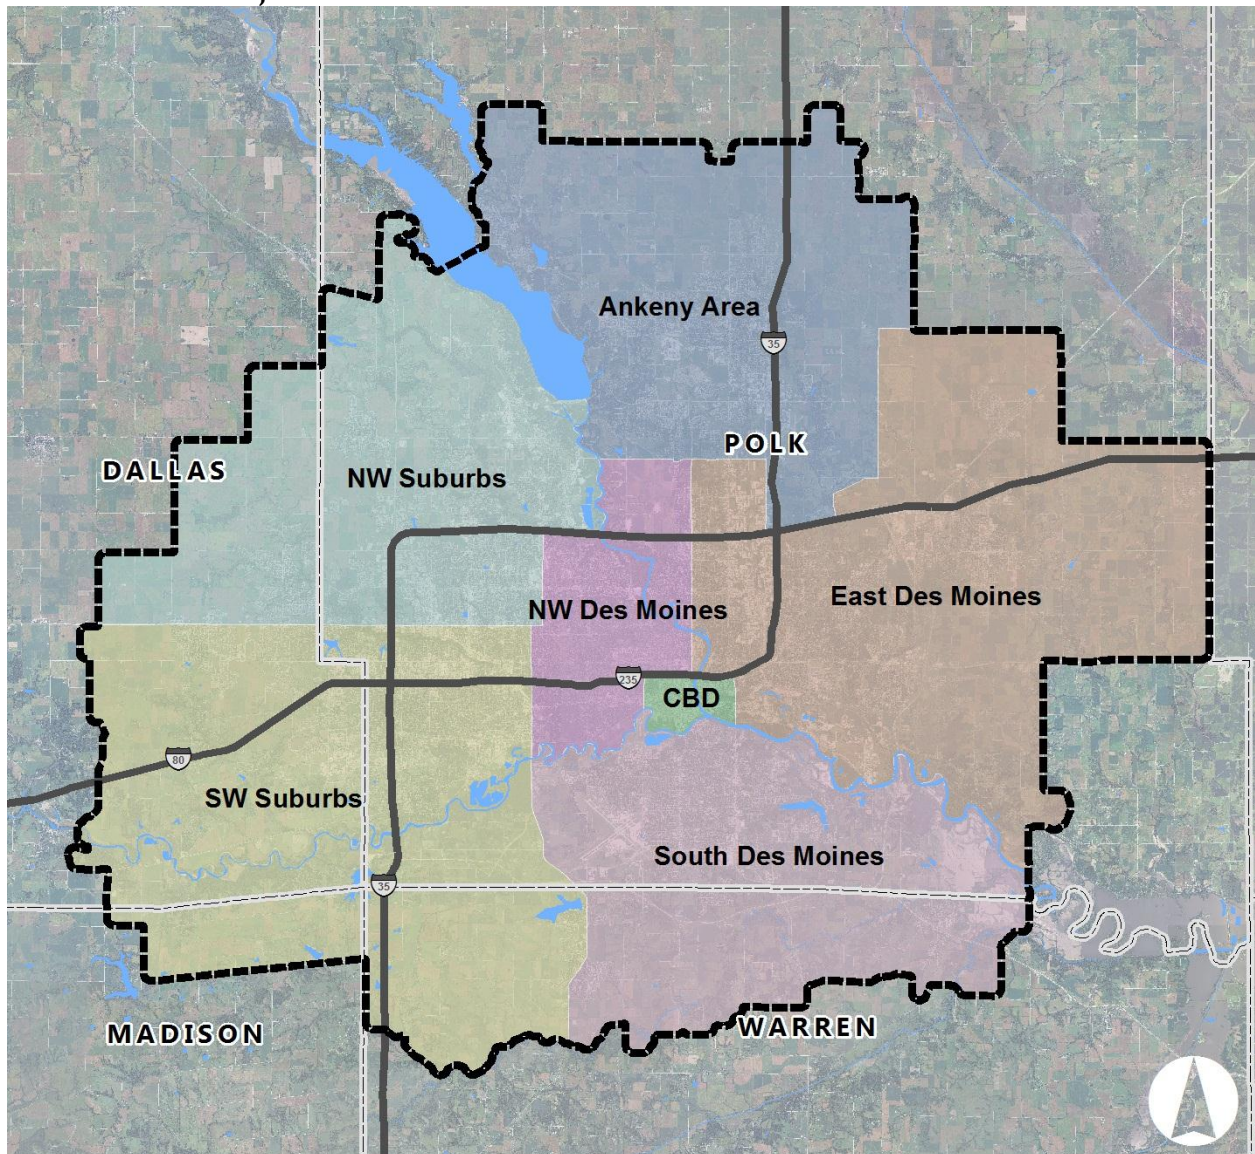 Ankeny Area
35
POLK
DALLAS
NW Suburbs
NW Des Moines
East Des Moines
235
CBD
80
SW Suburbs
South Des Moines
35
MADISON
WARREN